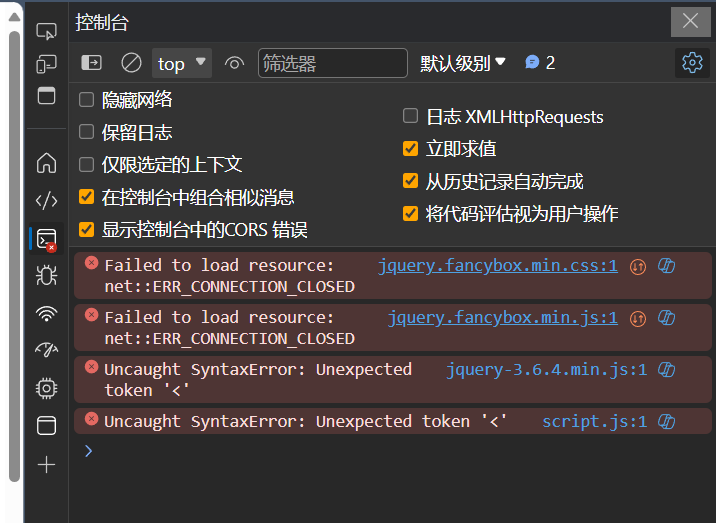 控制台
top
筛选器
默认级别
2
隐藏网络
保留日志
仅限选定的上下文
在控制台中组合相似消息
显示控制台中的CORS 错误
日志 XMLHttpRequests
立即求值
从历史记录自动完成
将代码评估视为用户操作
Failed to load resource: jquery.fancybox.min.css:1
net::ERR_CONNECTION_CLOSED
Failed to load resource: jquery.fancybox.min.js:1
net::ERR_CONNECTION_CLOSED
Uncaught SyntaxError: Unexpected jquery-3.6.4.min.js:1
token '<'
Uncaught SyntaxError: Unexpected token '<' script.js:1